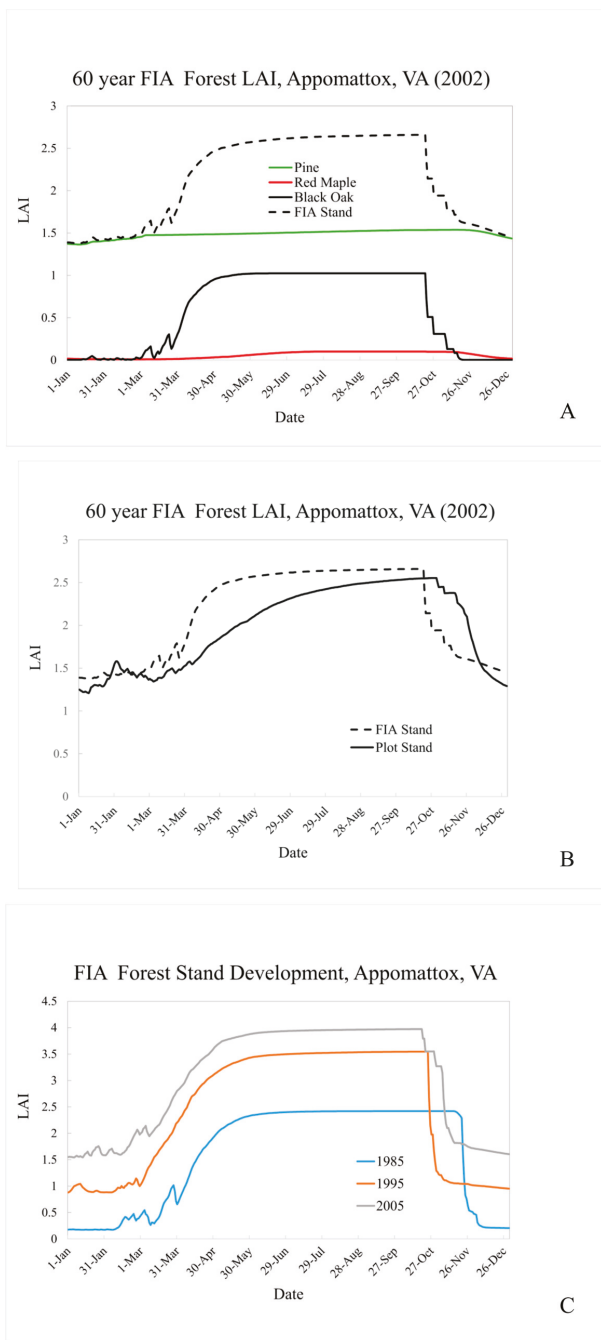 60 year FIA Forest LAI, Appomattox, VA (2002)
3
2.5
2
1.5
1
0.5
0
LAI
Pine
Red Maple
Black Oak
FIA Stand
1-Jan
31-Jan
1-Mar
31-Mar
30-Apr
30-May
29-Jun
29-Jul
28-Aug
27-Sep
27-Oct
26-Nov
26-Dec
Date
A
60 year FIA Forest LAI, Appomattox, VA (2002)
3
2.5
2
1.5
1
0.5
0
LAI
FIA Stand
Plot Stand
1-Jan
31-Jan
1-Mar
31-Mar
30-Apr
30-May
29-Jun
29-Jul
28-Aug
27-Sep
27-Oct
26-Nov
26-Dec
Date
B
FIA Forest Stand Development, Appomattox, VA
4.5
4
3.5
3
2.5
2
1.5
1
0.5
0
LAI
1985
1995
2005
1-Jan
31-Jan
1-Mar
31-Mar
30-Apr
30-May
29-Jun
29-Jul
28-Aug
27-Sep
27-Oct
26-Nov
26-Dec
Date
C